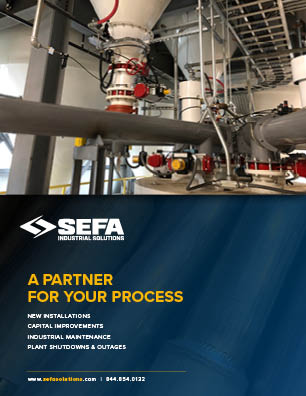 SEFA
INDUSTRIAL SOLUTIONS
A PARTNER
FOR YOUR PROCESS
NEW INSTALLATIONS
CAPITAL IMPROVEMENTS
INDUSTRIAL MAINTENANCE
PLANT SHUTDOWNS & OUTAGES
www.sefasolutions.com | 844.854.0122